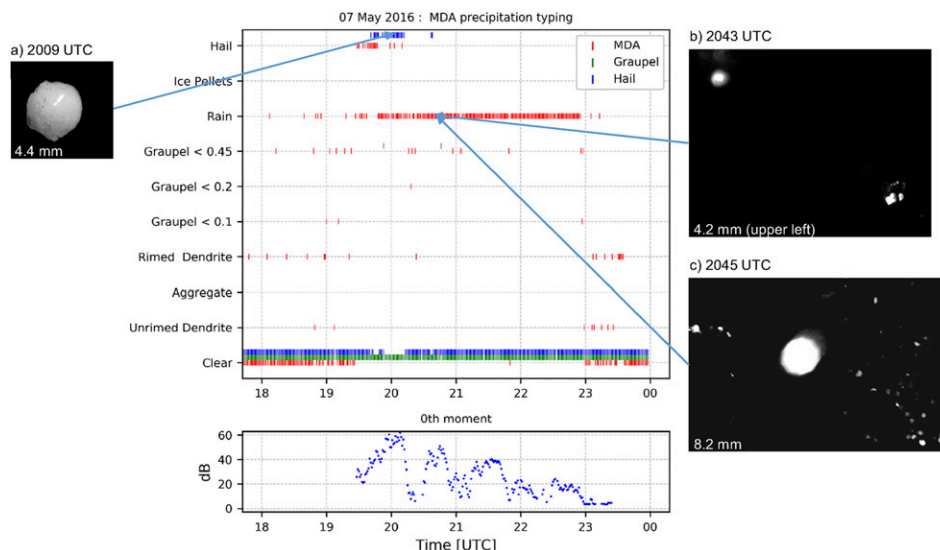 07 May 2016 : MDA precipitation typing
a) 2009 UTC
4.4 mm
Hail
Ice Pellets
Rain
Graupel < 0.45
Graupel < 0.2
Graupel < 0.1
Rimed Dendrite
Aggregate
Unrimed Dendrite
Clear
MDA
Graupel
Hail
18 19 20 21 22 23 00
b) 2043 UTC
4.2 mm (upper left)
c) 2045 UTC
8.2 mm
0th moment
dB
60
40
20
0
18 19 20 21 22 23 00
Time [UTC]